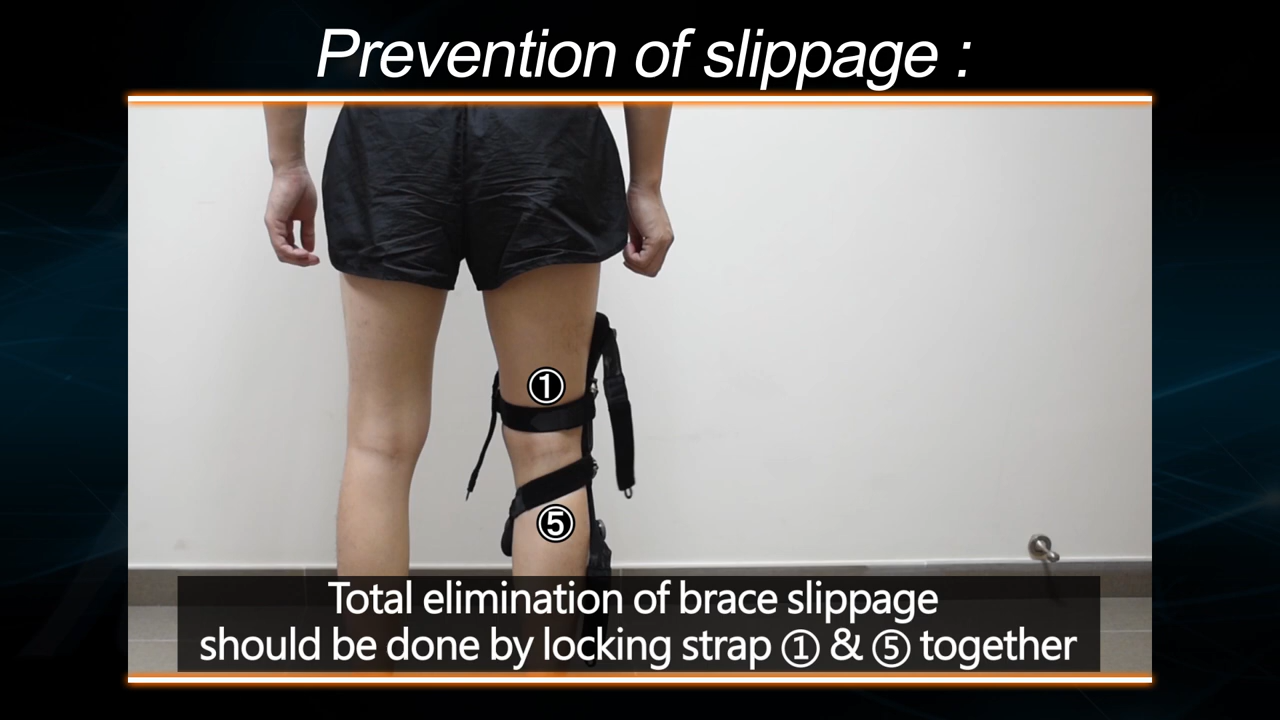 Prevention of slippage :
①
⑤
Total elimination of brace slippage
should be done by locking strap ① & ⑤ together